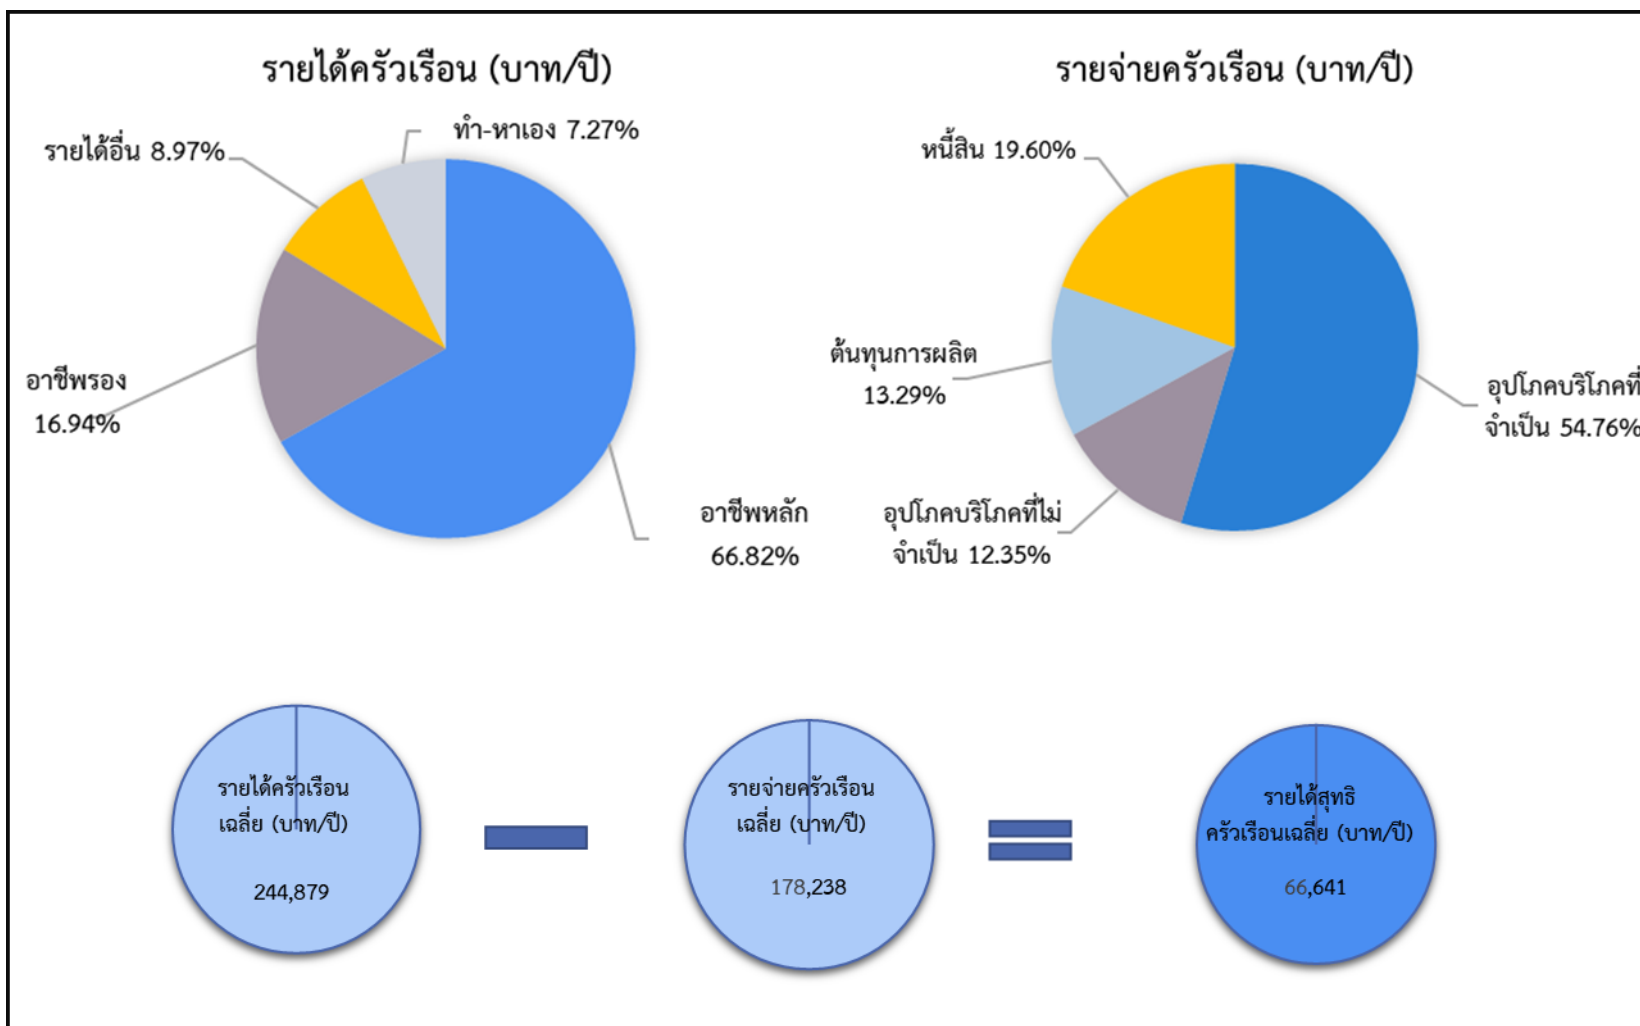 รายได้ครัวเรือน (บาท/ปี)
ทำ-หาเอง 7.27%
รายได้อื่น 8.97%
อาชีพรอง
16.94%
อาชีพหลัก
66.82%
รายจ่ายครัวเรือน (บาท/ปี)
หนี้สิน 19.60%
ต้นทุนการผลิต
13.29%
อุปโภคบริโภคที่
จำเป็น 54.76%
อุปโภคบริโภคที่ไม่
จำเป็น 12.35%
รายได้ครัวเรือน
เฉลี่ย (บาท/ปี)
244,879
รายจ่ายครัวเรือน
เฉลี่ย (บาท/ปี)
178,238
รายได้สุทธิ
ครัวเรือนเฉลี่ย (บาท/ปี)
66,641